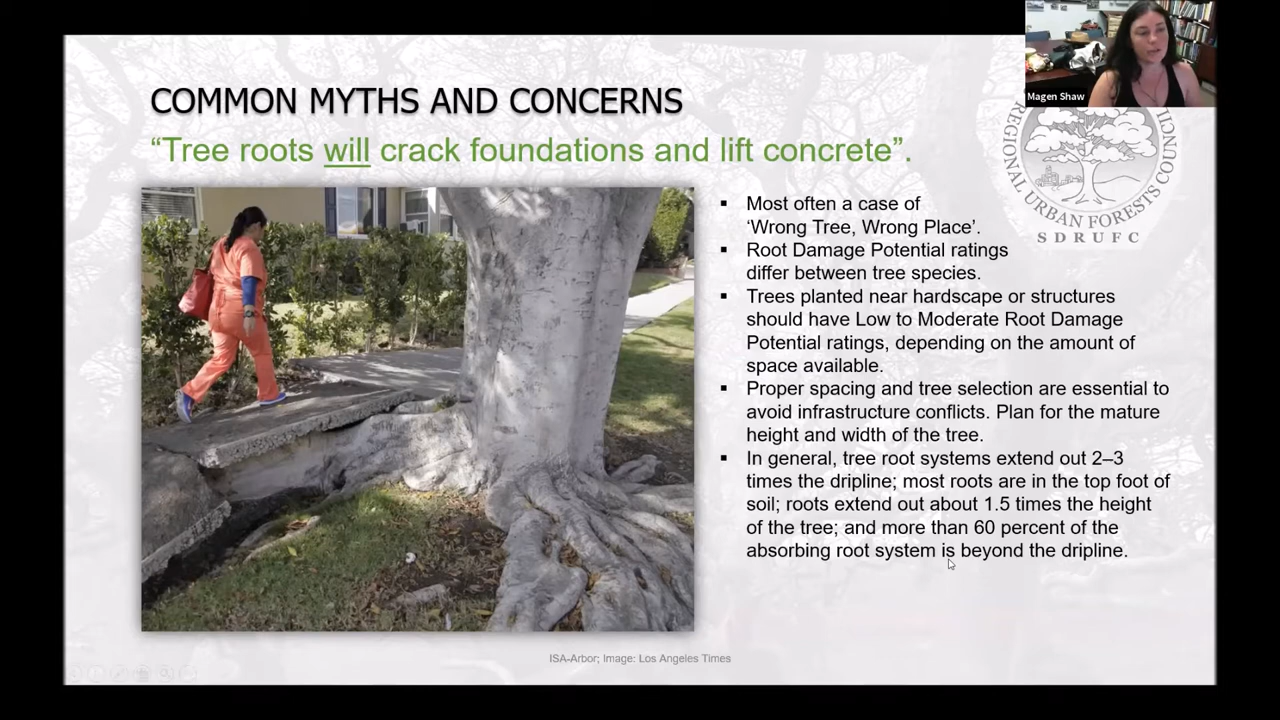 Magen Shaw
COMMON MYTHS AND CONCERNS
“Tree roots will crack foundations and lift concrete”.
REGIONAL URBAN FORESTS COUNCIL
SDRUFC
▪ Most often a case of
‘Wrong Tree, Wrong Place’.
▪ Root Damage Potential ratings
differ between tree species.
▪ Trees planted near hardscape or structures
should have Low to Moderate Root Damage
Potential ratings, depending on the amount of
space available.
▪ Proper spacing and tree selection are essential to
avoid infrastructure conflicts. Plan for the mature
height and width of the tree.
▪ In general, tree root systems extend out 2–3
times the dripline; most roots are in the top foot of
soil; roots extend out about 1.5 times the height
of the tree; and more than 60 percent of the
absorbing root system is beyond the dripline.
ISA-Arbor; Image: Los Angeles Times